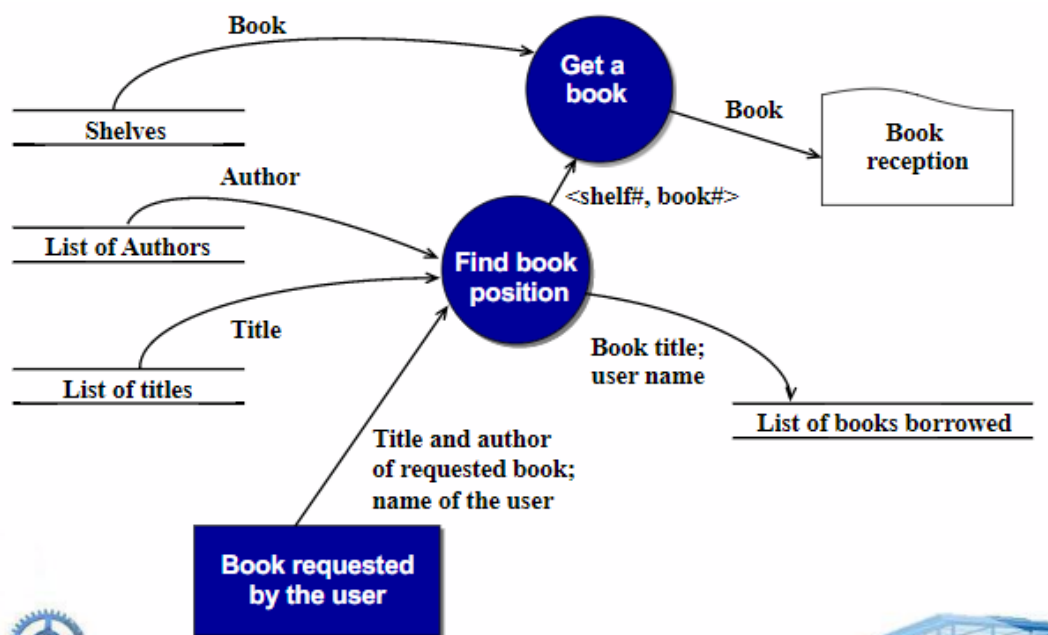 Book
Get a
book
Shelves
Book
Book
reception
Author
<shelf#, book#>
List of Authors
Find book
position
Title
Book title;
user name
List of titles
List of books borrowed
Title and author
of requested book;
name of the user
Book requested
by the user